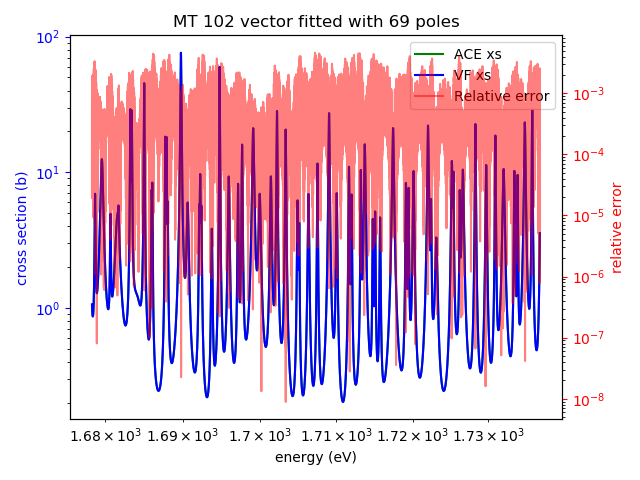 MT 102 vector fitted with 69 poles
ACE xs
VF xs
Relative error
10²
10¹
10⁰
cross section (b)
10⁻³
10⁻⁴
10⁻⁵
10⁻⁶
10⁻⁷
10⁻⁸
relative error
1.68 × 10³ 1.69 × 10³ 1.7 × 10³ 1.71 × 10³ 1.72 × 10³ 1.73 × 10³
energy (eV)